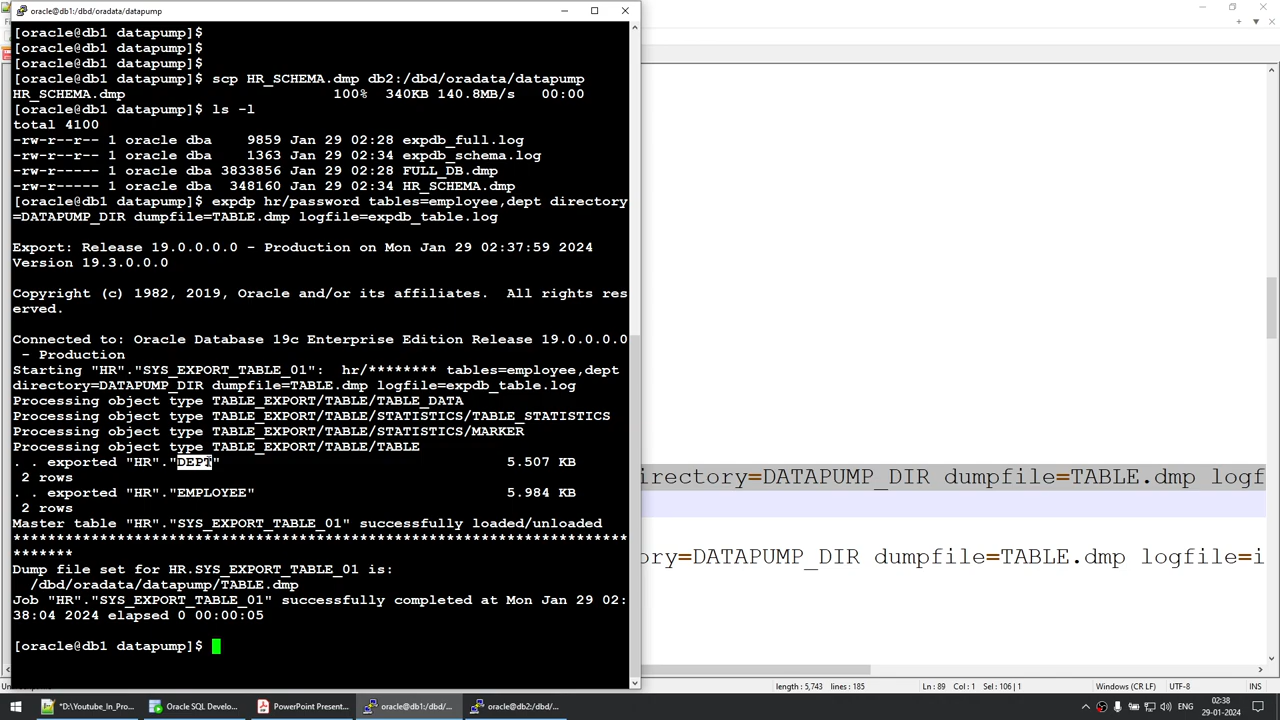 oracle@db1:/dbd/oradata/datapump
[oracle@db1 datapump]$
[oracle@db1 datapump]$
[oracle@db1 datapump]$
[oracle@db1 datapump]$ scp HR_SCHEMA.dmp db2:/dbd/oradata/datapump
HR_SCHEMA.dmp 100% 340KB 140.8MB/s 00:00
[oracle@db1 datapump]$ ls -l
total 4100
-rw-r--r-- 1 oracle dba 9859 Jan 29 02:28 expdb_full.log
-rw-r--r-- 1 oracle dba 1363 Jan 29 02:34 expdb_schema.log
-rw-r--r-- 1 oracle dba 3833856 Jan 29 02:28 FULL_DB.dmp
-rw-r--r-- 1 oracle dba 348160 Jan 29 02:34 HR_SCHEMA.dmp
[oracle@db1 datapump]$ expdp hr/password tables=employee,dept directory
=DATAPUMP_DIR dumpfile=TABLE.dmp logfile=expdb_table.log
Export: Release 19.0.0.0.0 - Production on Mon Jan 29 02:37:59 2024
Version 19.3.0.0.0
Copyright (c) 1982, 2019, Oracle and/or its affiliates.  All rights res
erved.
Connected to: Oracle Database 19c Enterprise Edition Release 19.0.0.0.0
- Production
Starting "HR"."SYS_EXPORT_TABLE_01":  hr/******** tables=employee,dept
directory=DATAPUMP_DIR dumpfile=TABLE.dmp logfile=expdb_table.log
Processing object type TABLE_EXPORT/TABLE/TABLE_DATA
Processing object type TABLE_EXPORT/TABLE/STATISTICS/TABLE_STATISTICS
Processing object type TABLE_EXPORT/TABLE/STATISTICS/MARKER
Processing object type TABLE_EXPORT/TABLE/TABLE
. . exported "HR"."DEPT" 5.507 KB
2 rows
. . exported "HR"."EMPLOYEE" 5.984 KB
2 rows
Master table "HR"."SYS_EXPORT_TABLE_01" successfully loaded/unloaded
***********************************************************************
*******
Dump file set for HR.SYS_EXPORT_TABLE_01 is:
/dbd/oradata/datapump/TABLE.dmp
Job "HR"."SYS_EXPORT_TABLE_01" successfully completed at Mon Jan 29 02:
38:04 2024 elapsed 0 00:00:05
[oracle@db1 datapump]$
irectory=DATAPUMP_DIR dumpfile=TABLE.dmp logf
ory=DATAPUMP_DIR dumpfile=TABLE.dmp logfile=i
length : 5,743 lines : 185 Ln : 89 Col : 1 Sel : 106 | 1 Windows (CR LF) UTF-8 INS
*D:\Youtube_In_Pro... Oracle SQL Develo... PowerPoint Present... oracle@db1:/dbd/... oracle@db2:/dbd/... ENG 02:38
29-01-2024